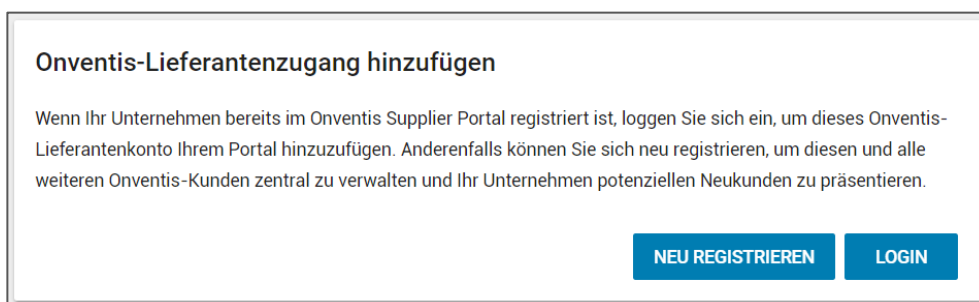 Onventis-Lieferantenzugang hinzufügen
Wenn Ihr Unternehmen bereits im Onventis Supplier Portal registriert ist, loggen Sie sich ein, um dieses Onventis-
Lieferantenkonto Ihrem Portal hinzuzufügen. Anderenfalls können Sie sich neu registrieren, um diesen und alle
weiteren Onventis-Kunden zentral zu verwalten und Ihr Unternehmen potenziellen Neukunden zu präsentieren.
NEU REGISTRIEREN LOGIN